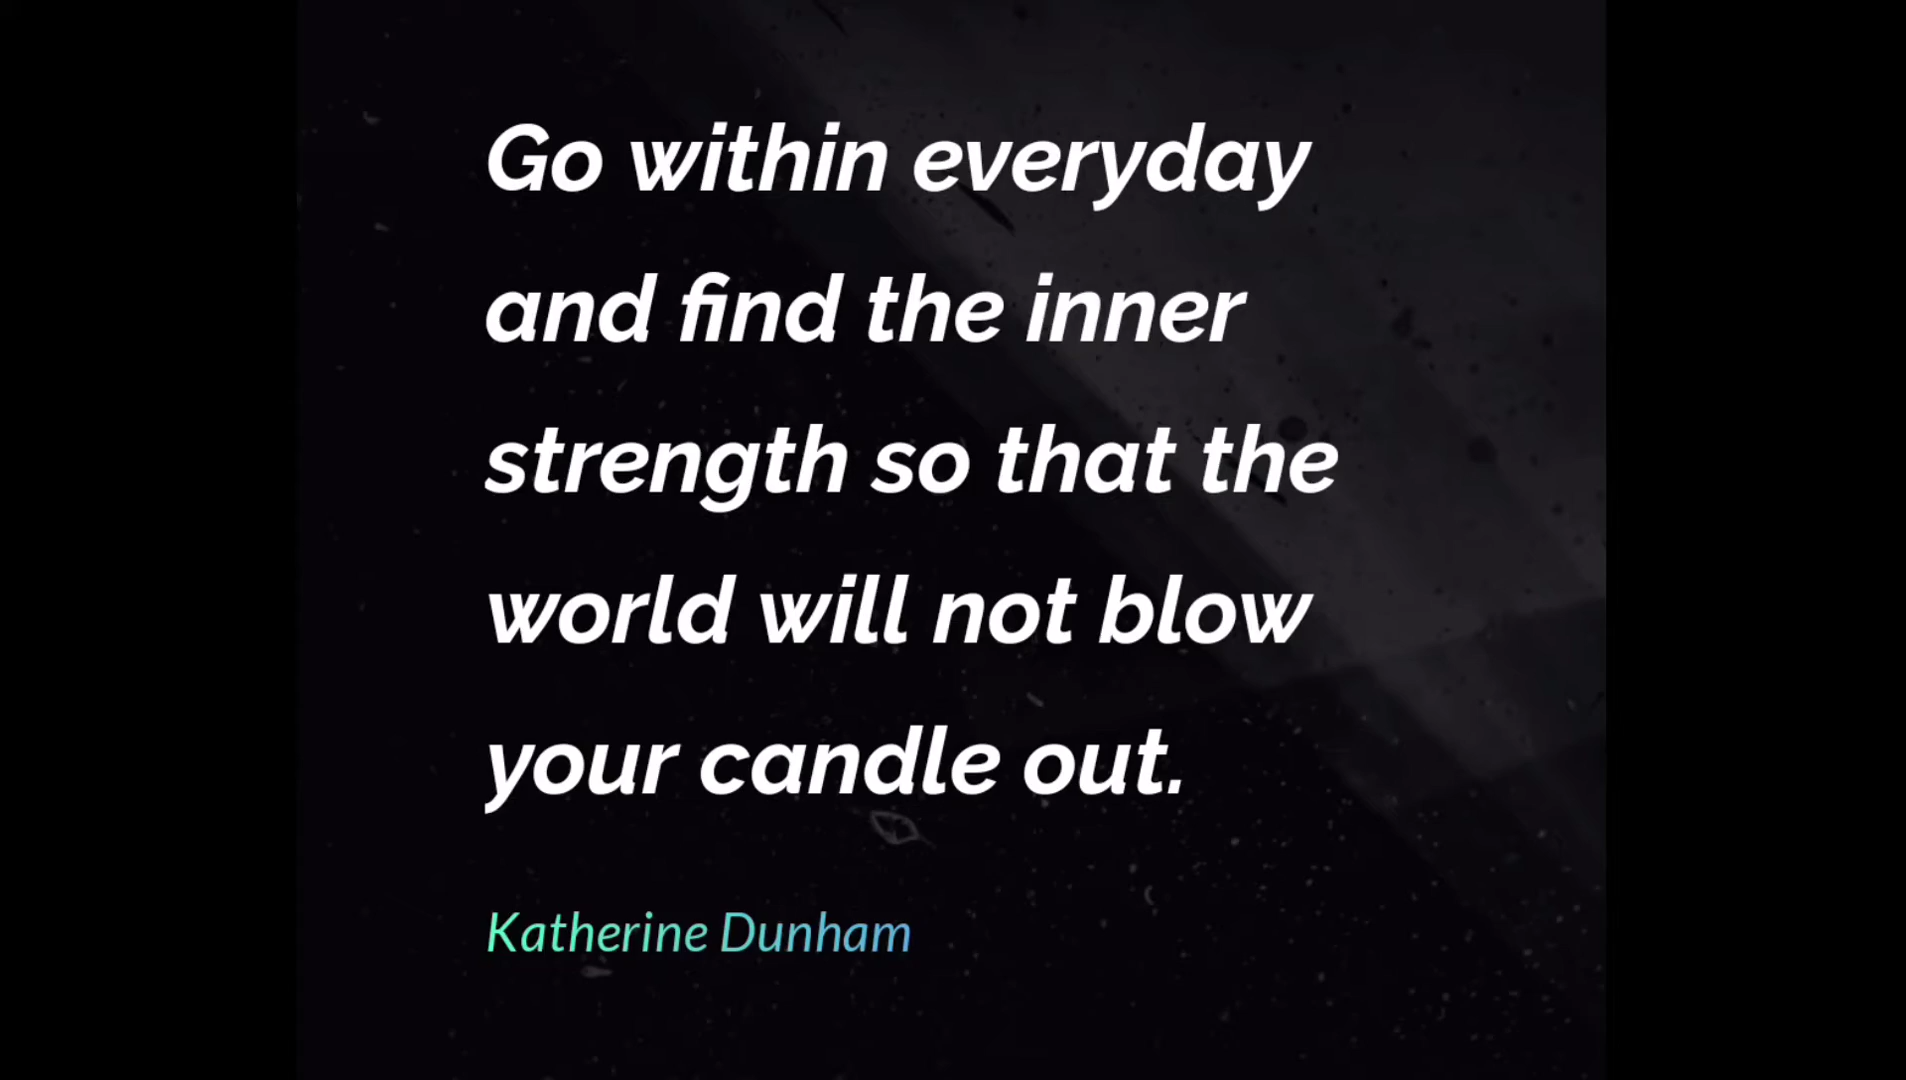 Go within everyday
and find the inner
strength so that the
world will not blow
your candle out.
Katherine Dunham